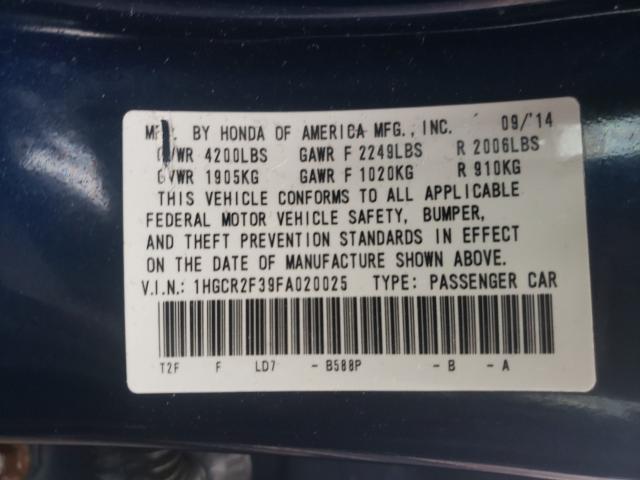 MFD. BY HONDA OF AMERICA MFG., INC. 09/'14
GVWR 4200LBS GAWR F 2249LBS R 2006LBS
GVWR 1905KG GAWR F 1020KG R 910KG
THIS VEHICLE CONFORMS TO ALL APPLICABLE
FEDERAL MOTOR VEHICLE SAFETY, BUMPER,
AND THEFT PREVENTION STANDARDS IN EFFECT
ON THE DATE OF MANUFACTURE SHOWN ABOVE.
V.I.N.: 1HGCR2F39FA020025 TYPE: PASSENGER CAR
T2F F LD7 -B588P -B -A